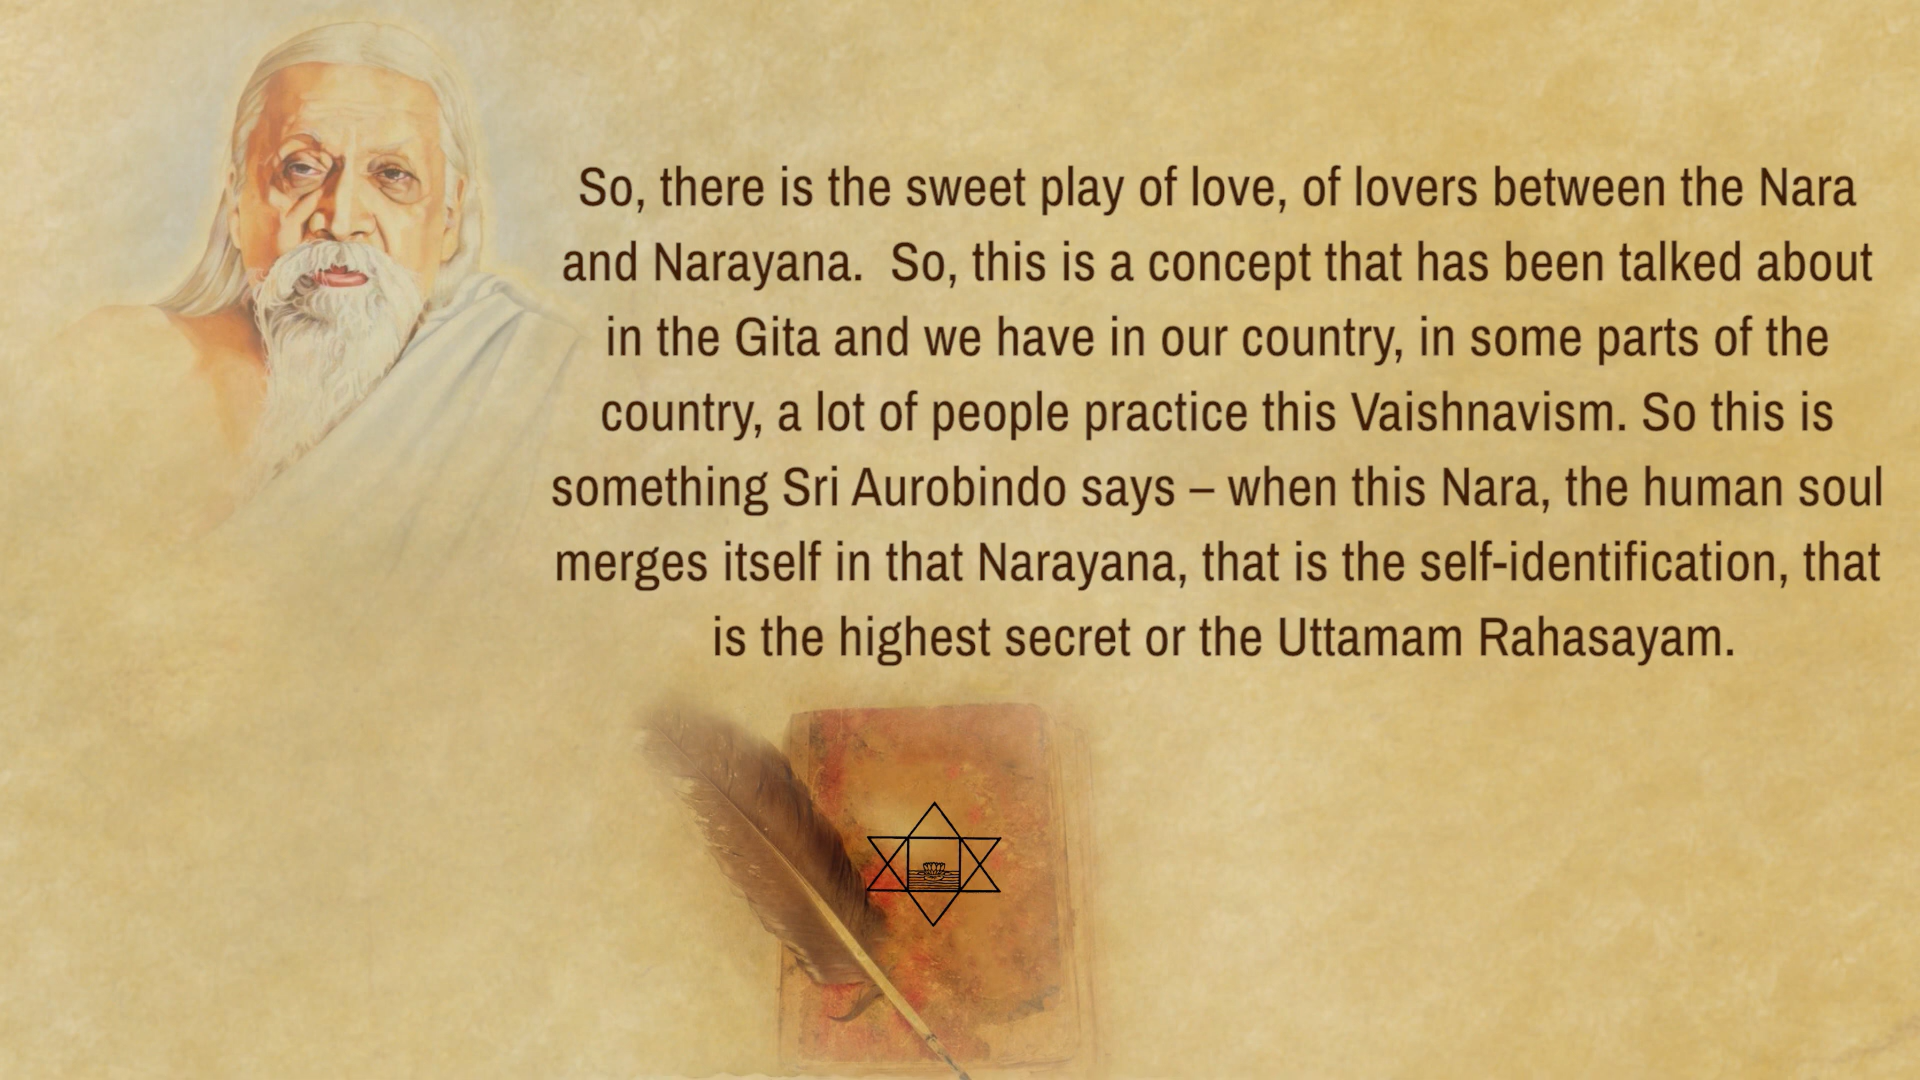 So, there is the sweet play of love, of lovers between the Nara
and Narayana.  So, this is a concept that has been talked about
in the Gita and we have in our country, in some parts of the
country, a lot of people practice this Vaishnavism. So this is
something Sri Aurobindo says – when this Nara, the human soul
merges itself in that Narayana, that is the self-identification, that
is the highest secret or the Uttamam Rahasayam.